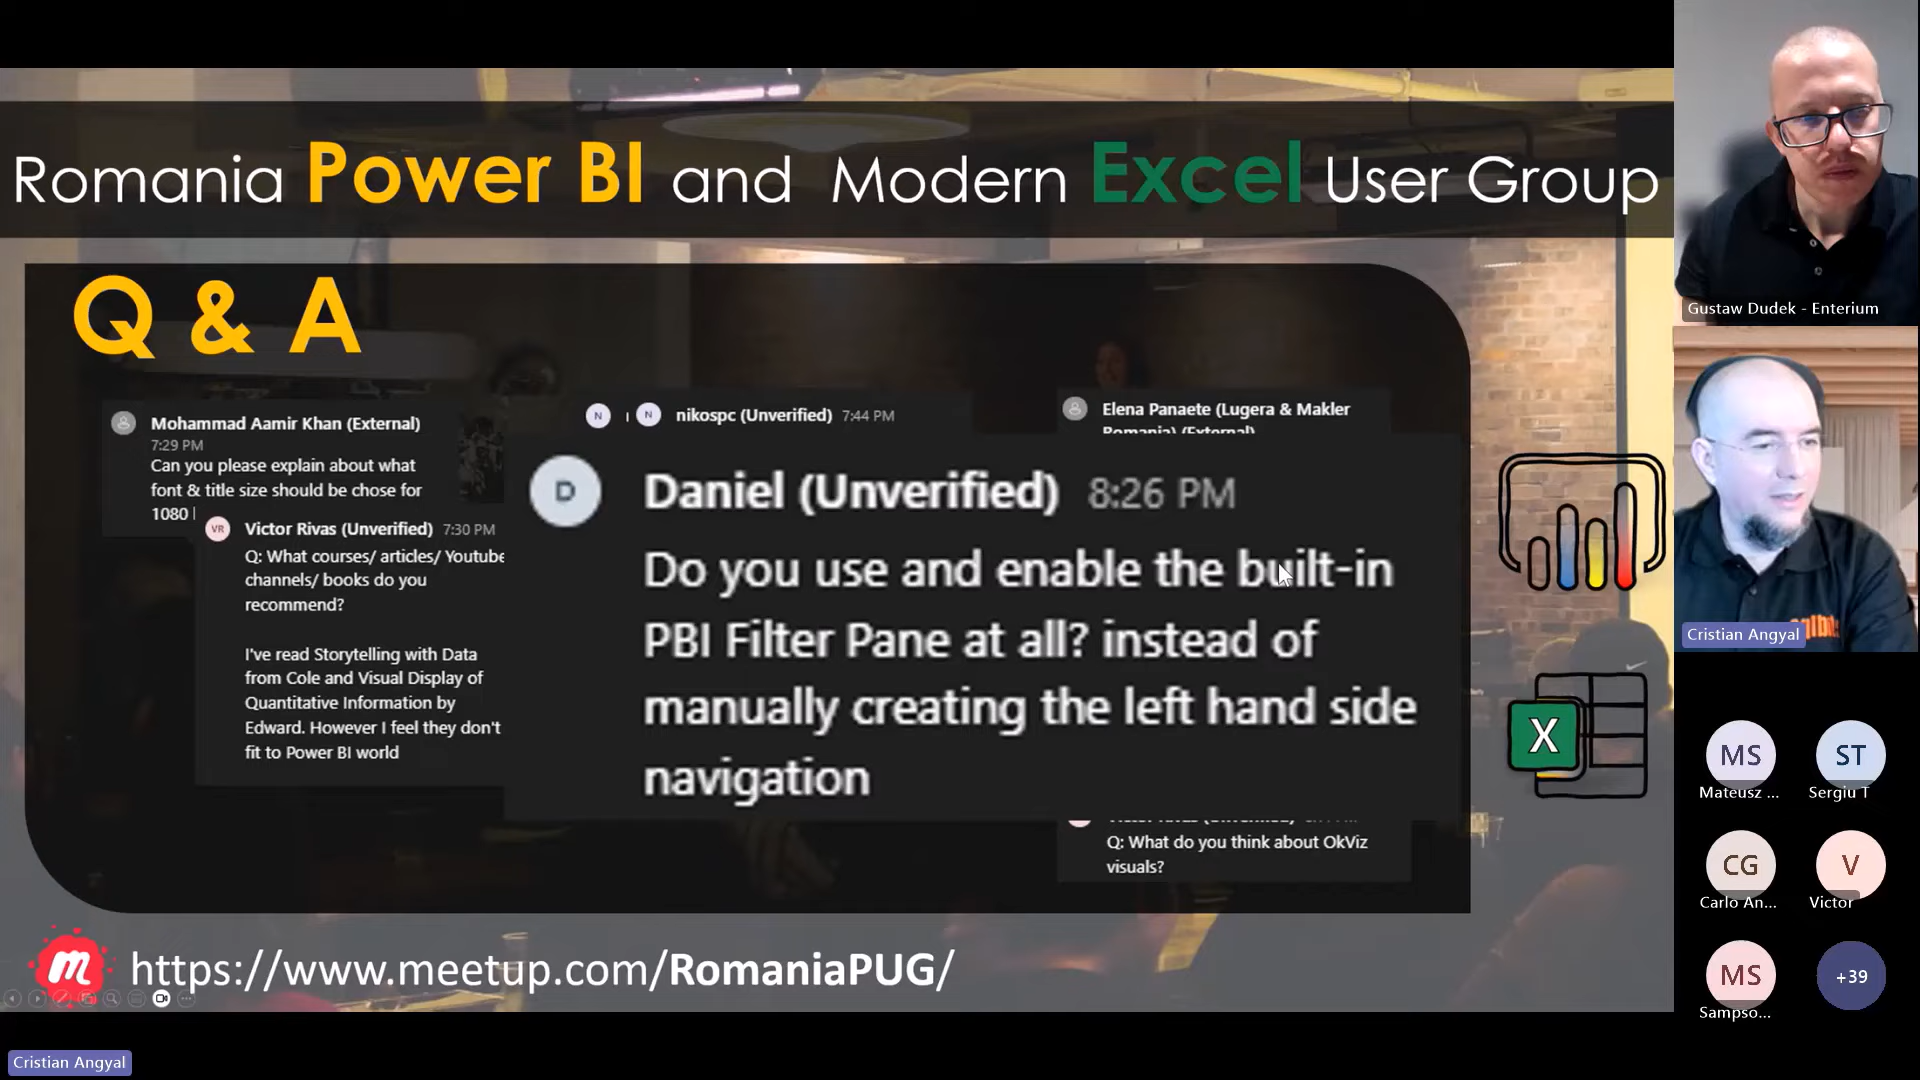 Romania Power BI and Modern Excel User Group
Q & A
Mohammad Aamir Khan (External)
7:29 PM
Can you please explain about what
font & title size should be chose for
1080
VR Victor Rivas (Unverified) 7:30 PM
Q: What courses/ articles/ Youtube
channels/ books do you
recommend?
I've read Storytelling with Data
from Cole and Visual Display of
Quantitative Information by
Edward. However I feel they don't
fit to Power BI world
N N nikospc (Unverified) 7:44 PM
Elena Panaete (Lugera & Makler
Romania) (External)
D Daniel (Unverified) 8:26 PM
Do you use and enable the built-in
PBI Filter Pane at all? instead of
manually creating the left hand side
navigation
Q: What do you think about OkViz
visuals?
X
m https://www.meetup.com/RomaniaPUG/
Cristian Angyal
Gustaw Dudek - Enterium
Cristian Angyal
MS ST
Mateusz ... Sergiu T
CG V
Carlo An... Victor
MS +39
Sampso...